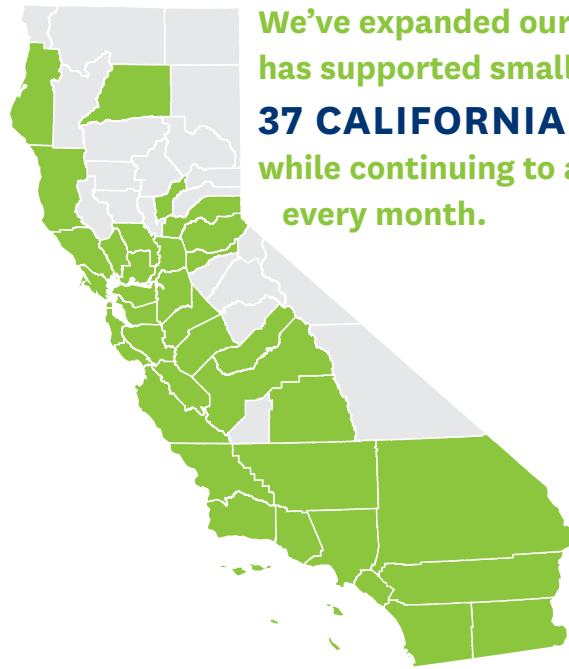 We’ve expanded our
has supported small
37 CALIFORNIA
while continuing to a
every month.